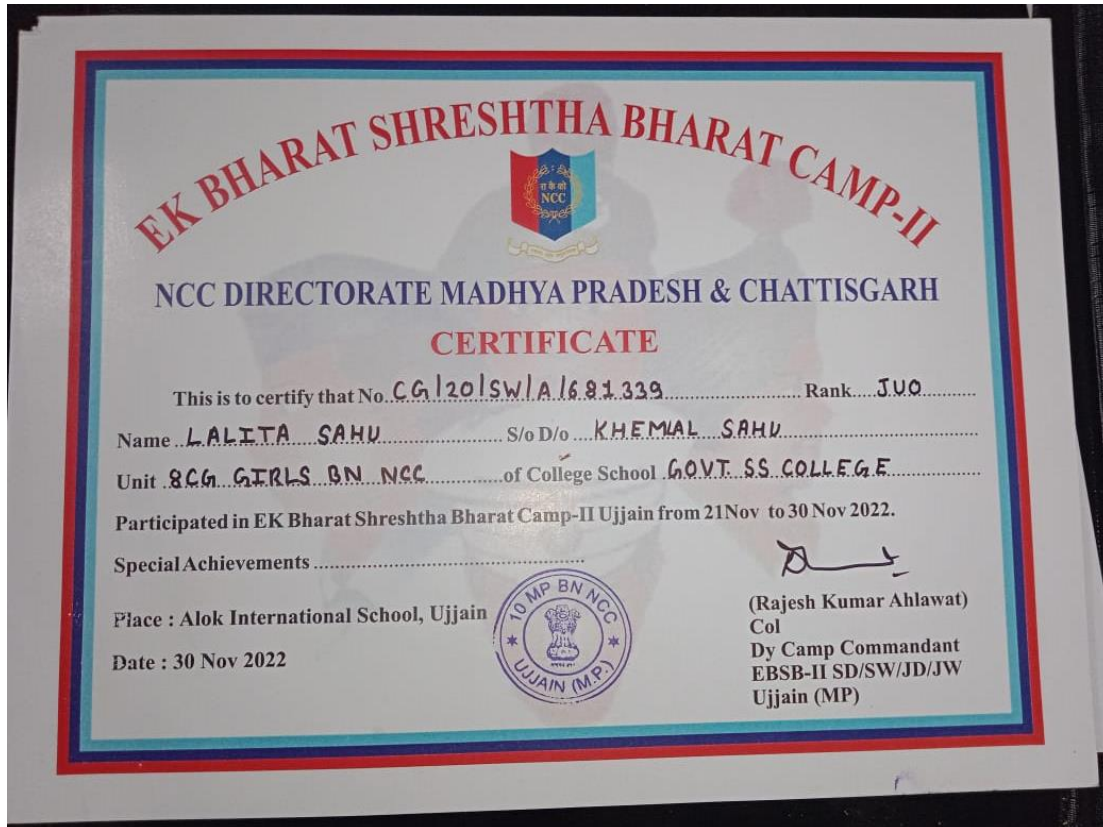 EK BHARAT SHRESHTHA BHARAT CAMP-II
रा कै को
NCC
NCC DIRECTORATE MADHYA PRADESH & CHATTISGARH
CERTIFICATE
This is to certify that No. CG/20/SW/A/681339 Rank JUO
Name LALITA SAHU S/o D/o KHEMLAL SAHU
Unit 8CG GIRLS BN NCC of College School GOVT. SS COLLEGE
Participated in EK Bharat Shreshtha Bharat Camp-II Ujjain from 21Nov to 30 Nov 2022.
Special Achievements
Place : Alok International School, Ujjain
Date : 30 Nov 2022
10 MP BN NCC
UJJAIN (M.P.)
(Rajesh Kumar Ahlawat)
Col
Dy Camp Commandant
EBSB-II SD/SW/JD/JW
Ujjain (MP)